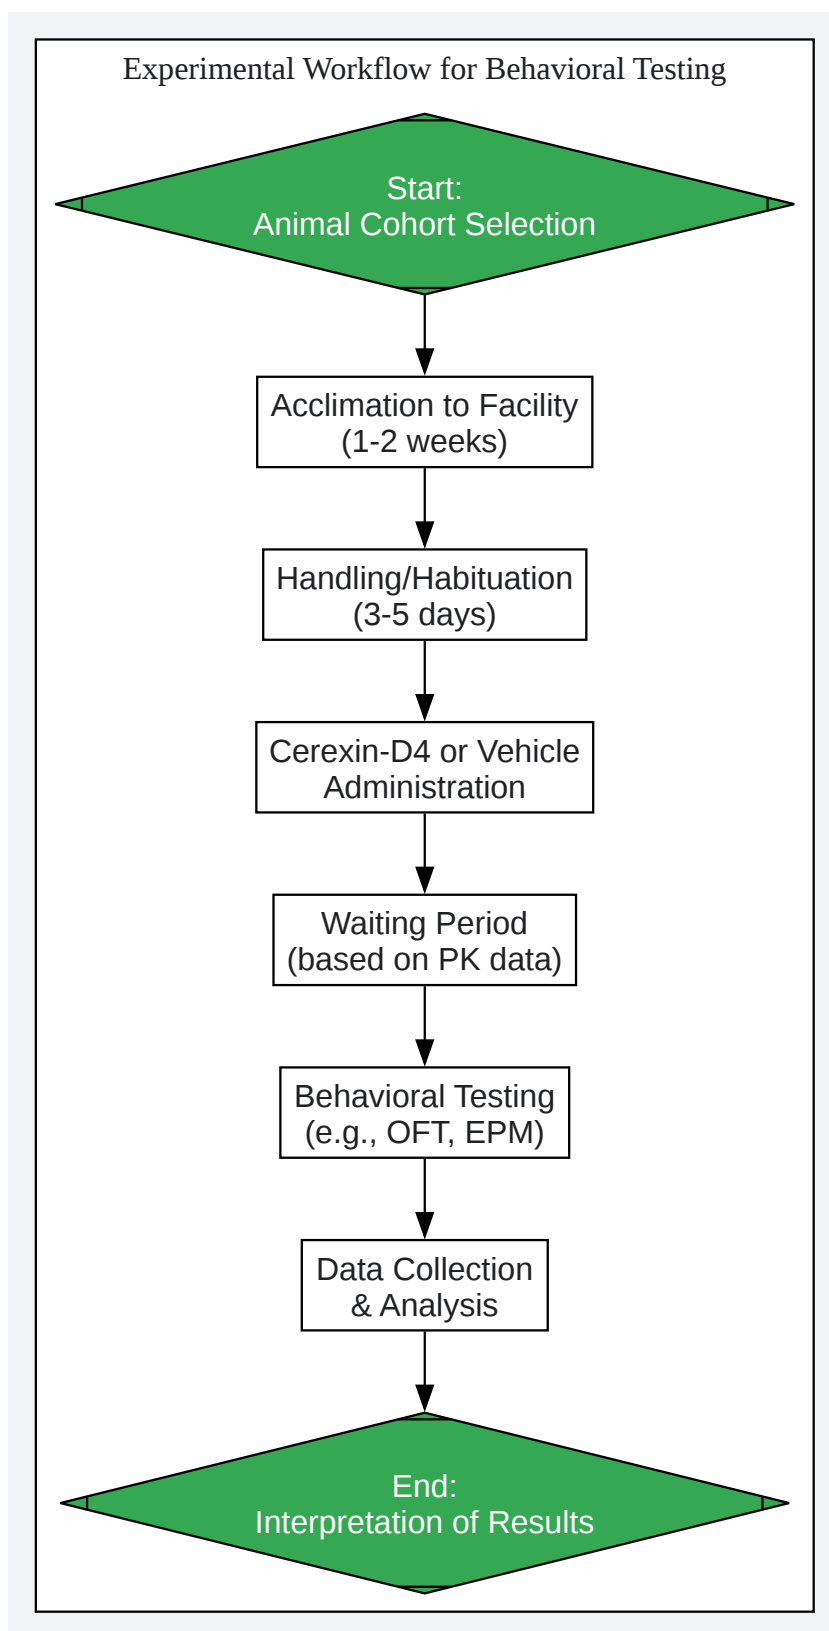 Experimental Workflow for Behavioral Testing
Start:
Animal Cohort Selection
Acclimation to Facility
(1-2 weeks)
Handling/Habituation
(3-5 days)
Cerexin-D4 or Vehicle
Administration
Waiting Period
(based on PK data)
Behavioral Testing
(e.g., OFT, EPM)
Data Collection
& Analysis
End:
Interpretation of Results